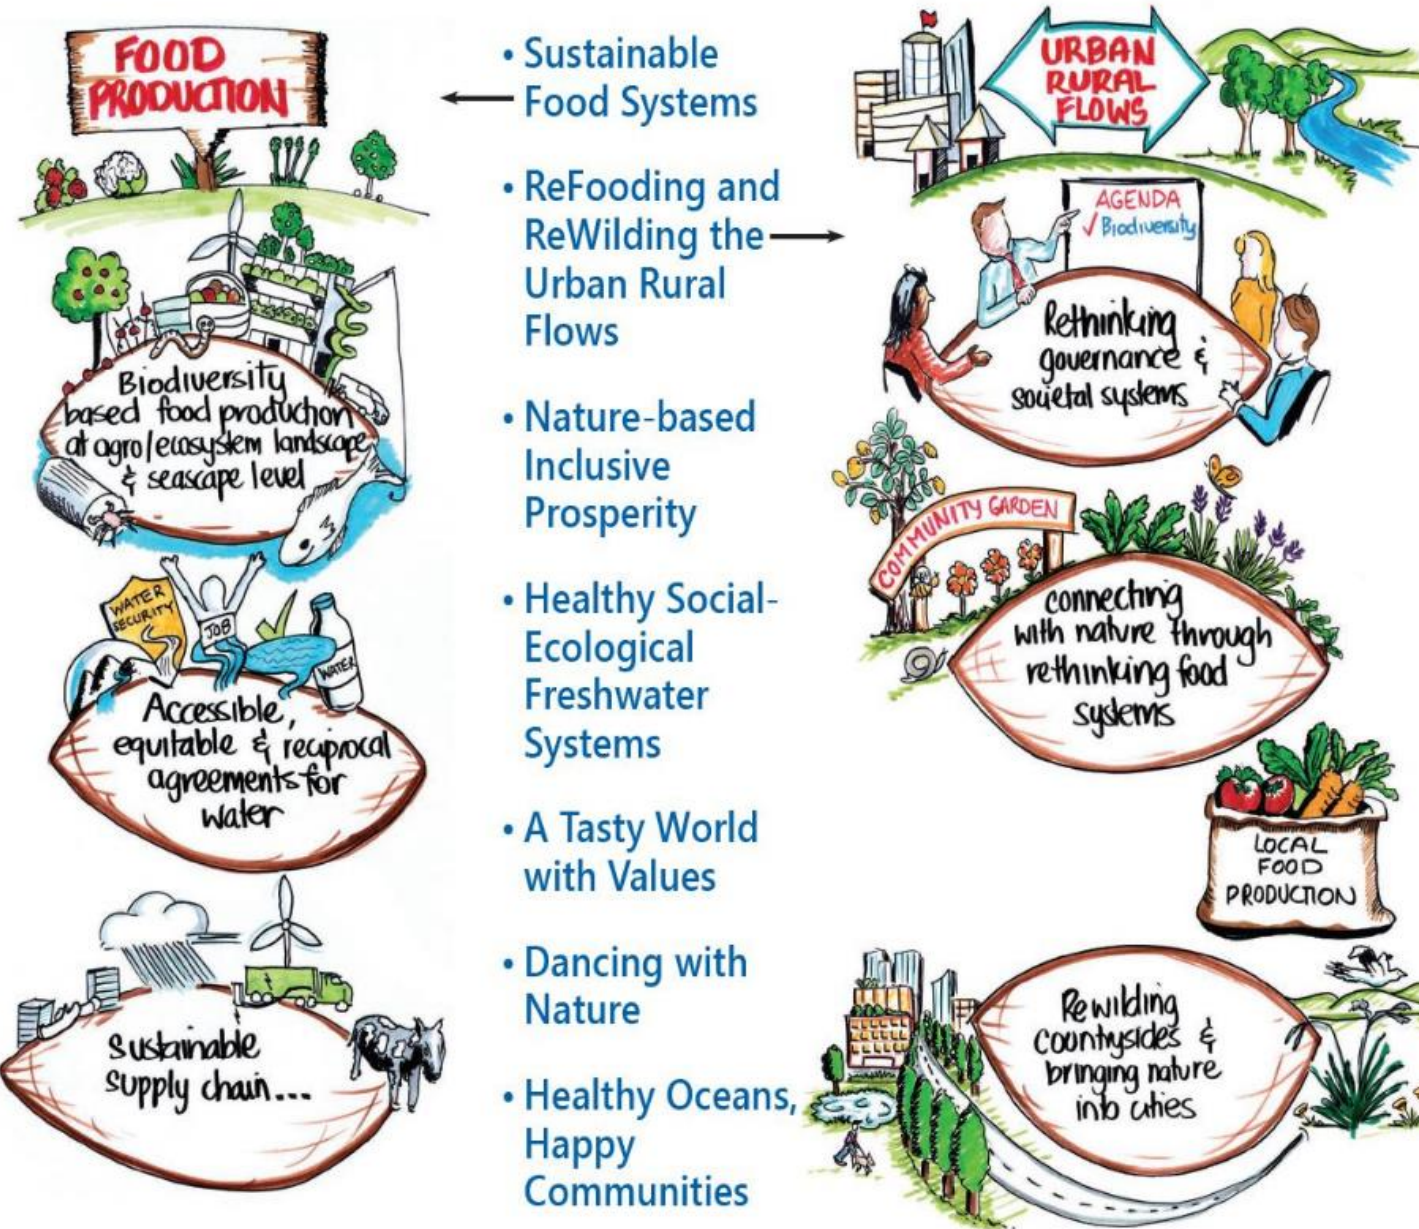 FOOD
PRODUCTION
Biodiversity
based food production
at agro/ecosystem landscape
& seascape level
WATER
SECURITY
JOB
WATER
Accessible,
equitable & reciprocal
agreements for
water
Sustainable
supply chain...
• Sustainable
Food Systems
• ReFooding and
ReWilding the
Urban Rural
Flows
• Nature-based
Inclusive
Prosperity
• Healthy Social-
Ecological
Freshwater
Systems
• A Tasty World
with Values
• Dancing with
Nature
• Healthy Oceans,
Happy
Communities
URBAN
RURAL
FLOWS
AGENDA
✓ Biodiversity
Rethinking
governance &
societal systems
COMMUNITY GARDEN
connecting
with nature through
rethinking food
systems
LOCAL
FOOD
PRODUCTION
Rewilding
countrysides &
bringing nature
into cities